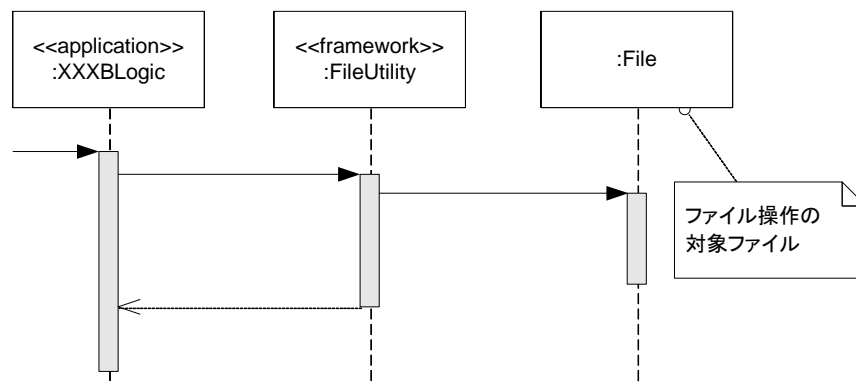 <<application>>
:XXXBLogic
<<framework>>
:FileUtility
:File
ファイル操作の
対象ファイル